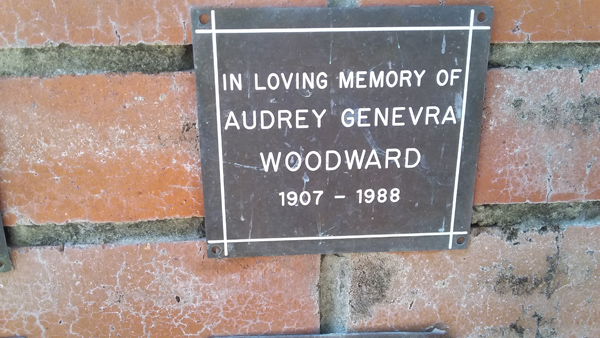 IN LOVING MEMORY OF
AUDREY GENEVRA
WOODWARD
1907 - 1988